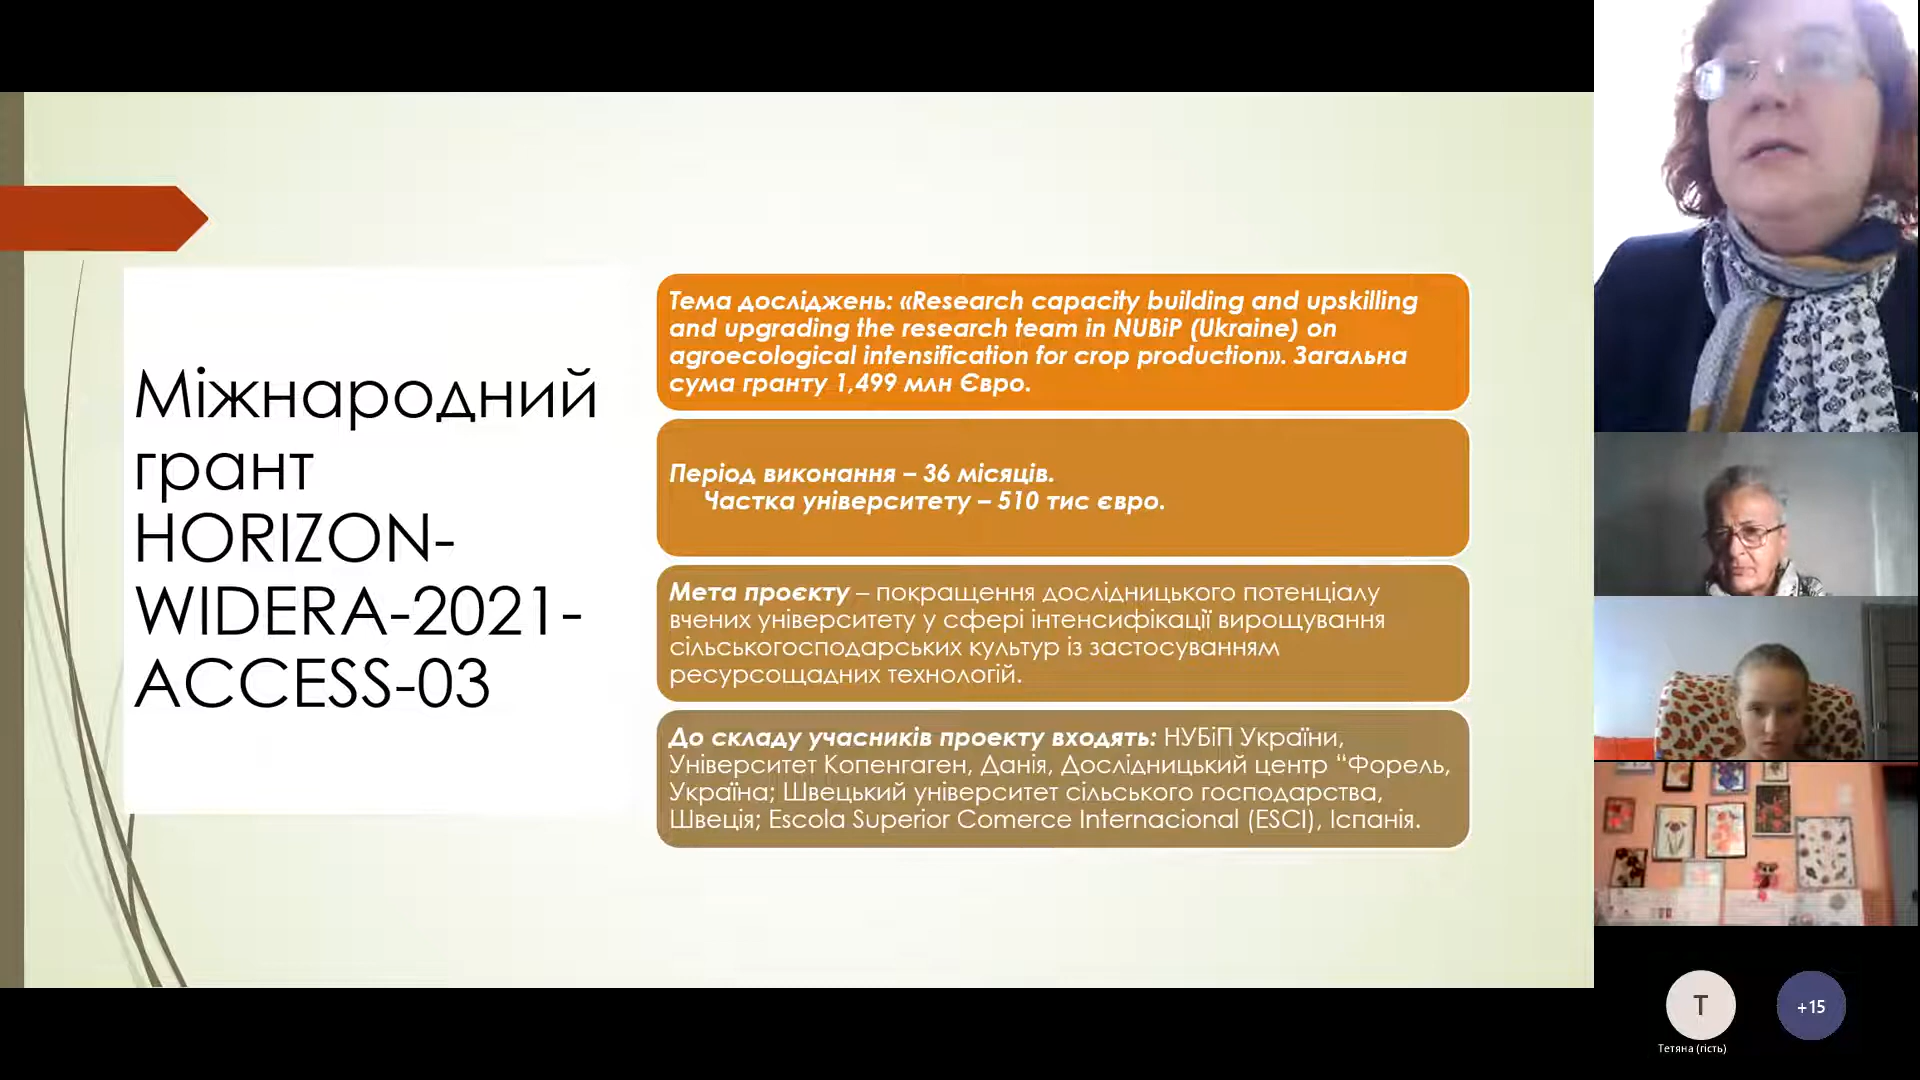 Міжнародний
грант
HORIZON-
WIDERA-2021-
ACCESS-03
Тема досліджень: «Research capacity building and upskilling
and upgrading the research team in NUBiP (Ukraine) on
agroecological intensification for crop production». Загальна
сума гранту 1,499 млн Євро.
Період виконання – 36 місяців.
Частка університету – 510 тис євро.
Мета проєкту – покращення дослідницького потенціалу
вчених університету у сфері інтенсифікації вирощування
сільськогосподарських культур із застосуванням
ресурсощадних технологій.
До складу учасників проекту входять: НУБіП України,
Університет Копенгаген, Данія, Дослідницький центр “Форель,
Україна; Швецький університет сільського господарства,
Швеція; Escola Superior Comerce Internacional (ESCI), Іспанія.
T
+15
Тетяна (гість)